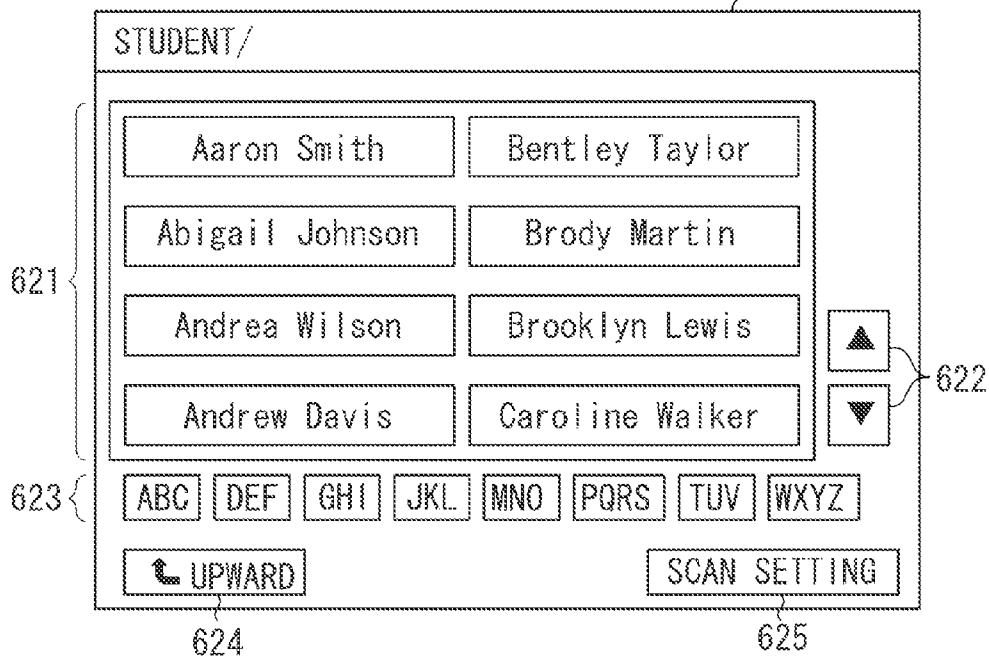 STUDENT/
Aaron Smith Bentley Taylor
Abigail Johnson Brody Martin
621
Andrea Wilson Brooklyn Lewis
▲
622
Andrew Davis Caroline Walker
▼
623 ABC DEF GHI JKL MNO PQRS TUV WXYZ
UPWARD SCAN SETTING
624 625